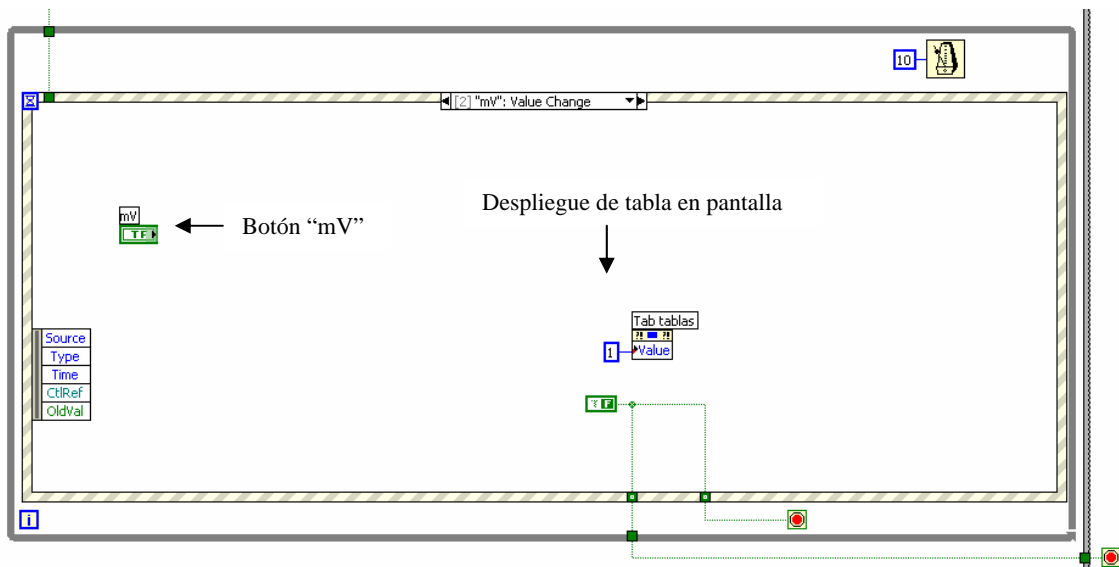 10
[2] "mV": Value Change
Despliegue de tabla en pantalla
mV
TF
Botón “mV”
Tab tablas
Source
1
Value
Type
Time
CtlRef
F
OldVal
i